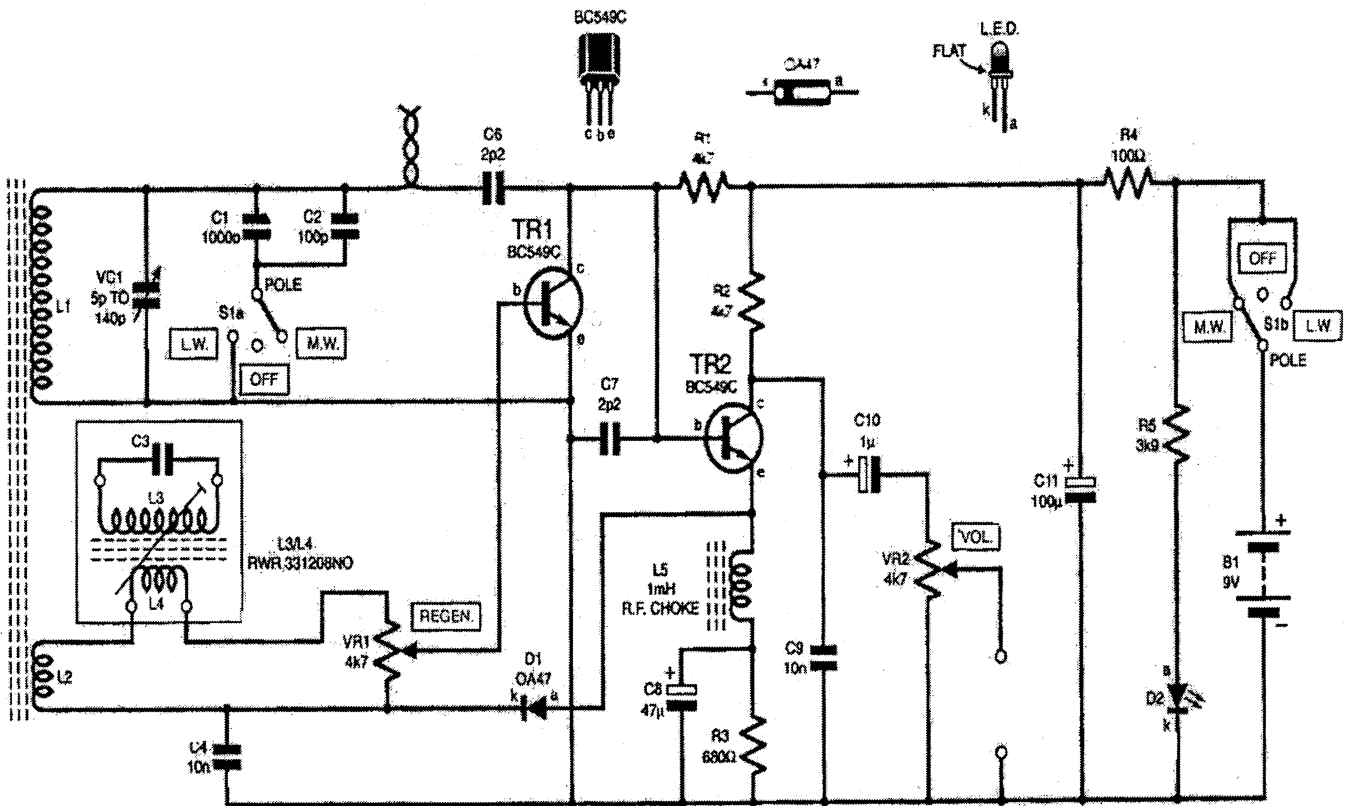 BC549C
c b e
OA47
a
L.E.D.
FLAT
k
a
C6
2p2
R1
4k7
R4
100Ω
C1
1000p
C2
100p
TR1
BC549C
c
b
e
POLE
VC1
5p TO
140p
L1
S1a
L.W.
M.W.
OFF
R2
4k7
OFF
M.W.
S1b
L.W.
POLE
TR2
BC549C
c
b
e
C7
2p2
C10
1µ
+
R5
3k9
C3
L3
L4
L3/L4
RWR,331208NO
C11
100µ
+
L5
1mH
R.F. CHOKE
VOL.
VR2
4k7
B1
9V
+
−
REGEN.
VR1
4k7
L2
D1
OA47
k
a
C8
47µ
+
C9
10n
a
D2
k
C4
10n
R3
680Ω